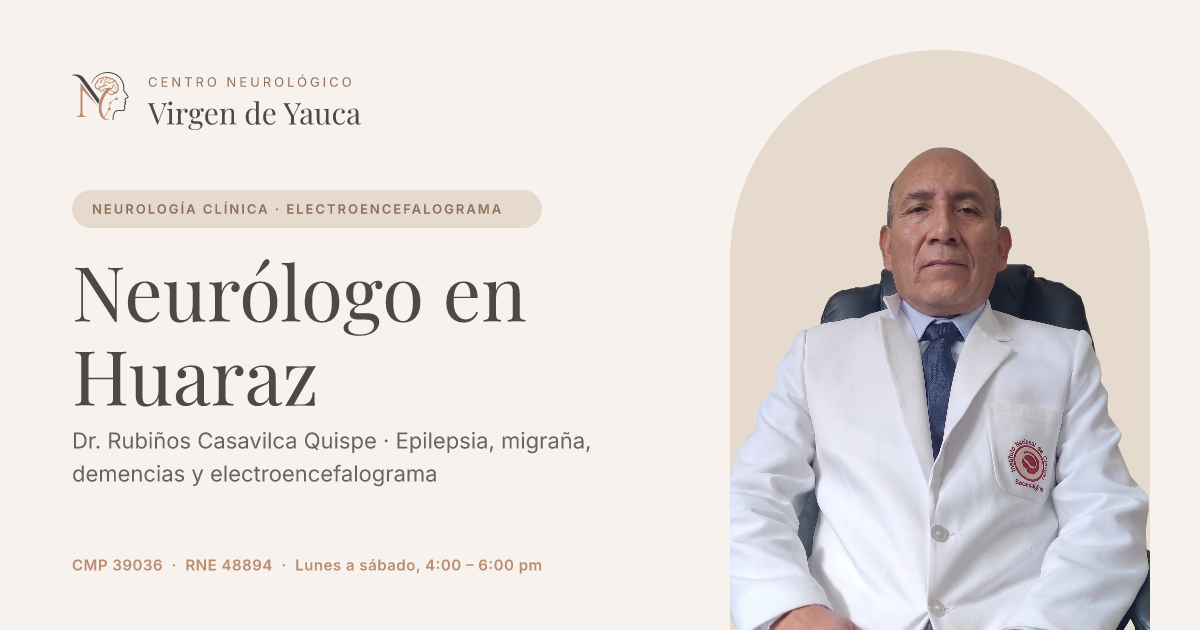 CENTRO NEUROLÓGICO
Virgen de Yauca
NEUROLOGÍA CLÍNICA · ELECTROENCEFALOGRAMA
Neurólogo en
Huaraz
Dr. Rubiños Casavilca Quispe · Epilepsia, migraña,
demencias y electroencefalograma
CMP 39036 · RNE 48894 · Lunes a sábado, 4:00 – 6:00 pm